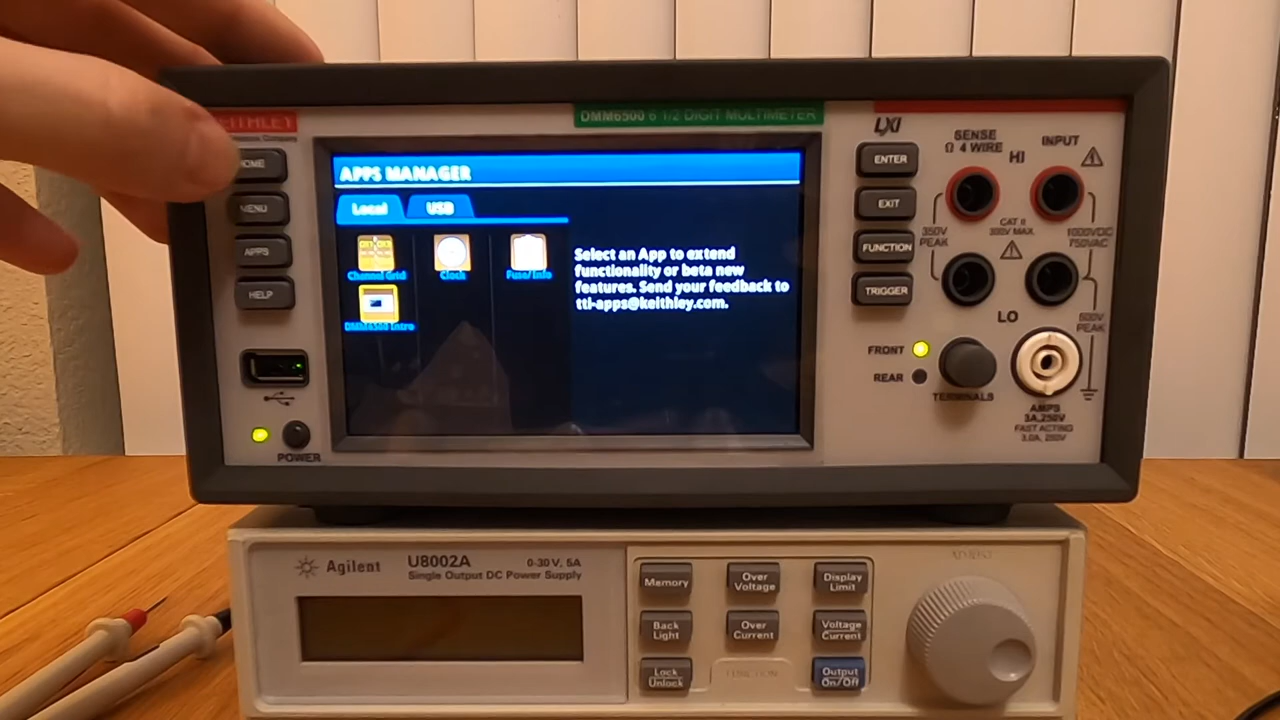 KEITHLEY
DMM6500 6 1/2 DIGIT MULTIMETER
HOME
MENU
APPS
HELP
POWER
APPS MANAGER
Local
USB
Channel Grid
Clock
Fuse/Info
DMM6500 Intro
Select an App to extend
functionality or beta new
features. Send your feedback to
tti-apps@keithley.com.
LXI
ENTER
EXIT
FUNCTION
TRIGGER
SENSE
Ω 4 WIRE
HI
INPUT
350V
PEAK
CAT II
300V MAX
1000VDC
750VAC
LO
500V
PEAK
FRONT
REAR
TERMINALS
AMPS
3A, 250V
FAST ACTING
3.0A, 250V
Agilent
U8002A
0-30V, 5A
Single Output DC Power Supply
Memory
Over
Voltage
Display
Limit
Back
Light
Over
Current
Voltage
Current
Lock
Unlock
FUNCTION
Output
On/Off
ADJUST